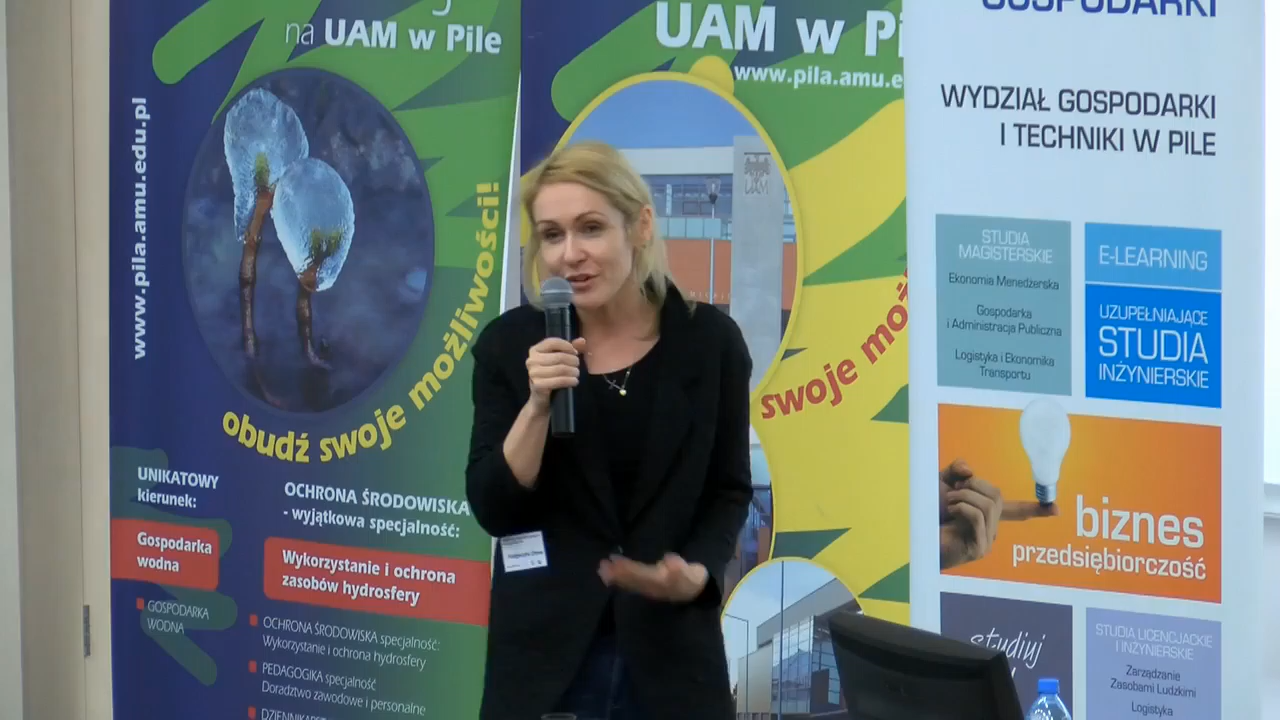 na UAM w Pile
www.pila.amu.edu.pl
obudź swoje możliwości!
UNIKATOWY
kierunek:
Gospodarka
wodna
GOSPODARKA
WODNA
OCHRONA ŚRODOWISKA
- wyjątkowa specjalność:
Wykorzystanie i ochrona
zasobów hydrosfery
OCHRONA ŚRODOWISKA specjalność:
Wykorzystanie i ochrona hydrosfery
PEDAGOGIKA specjalność
Doradztwo zawodowe i personalne
UAM w Pi
www.pila.amu.e
UAM
swoje moż
GOSPODARKI
WYDZIAŁ GOSPODARKI
I TECHNIKI W PILE
STUDIA
MAGISTERSKIE
Ekonomia Menedżerska
Gospodarka
i Administracja Publiczna
Logistyka i Ekonomika
Transportu
E-LEARNING
UZUPEŁNIAJĄCE
STUDIA
INŻYNIERSKIE
biznes
przedsiębiorczość
studiuj
STUDIA LICENCJACKIE
I INŻYNIERSKIE
Zarządzanie
Zasobami Ludzkimi
Logistyka